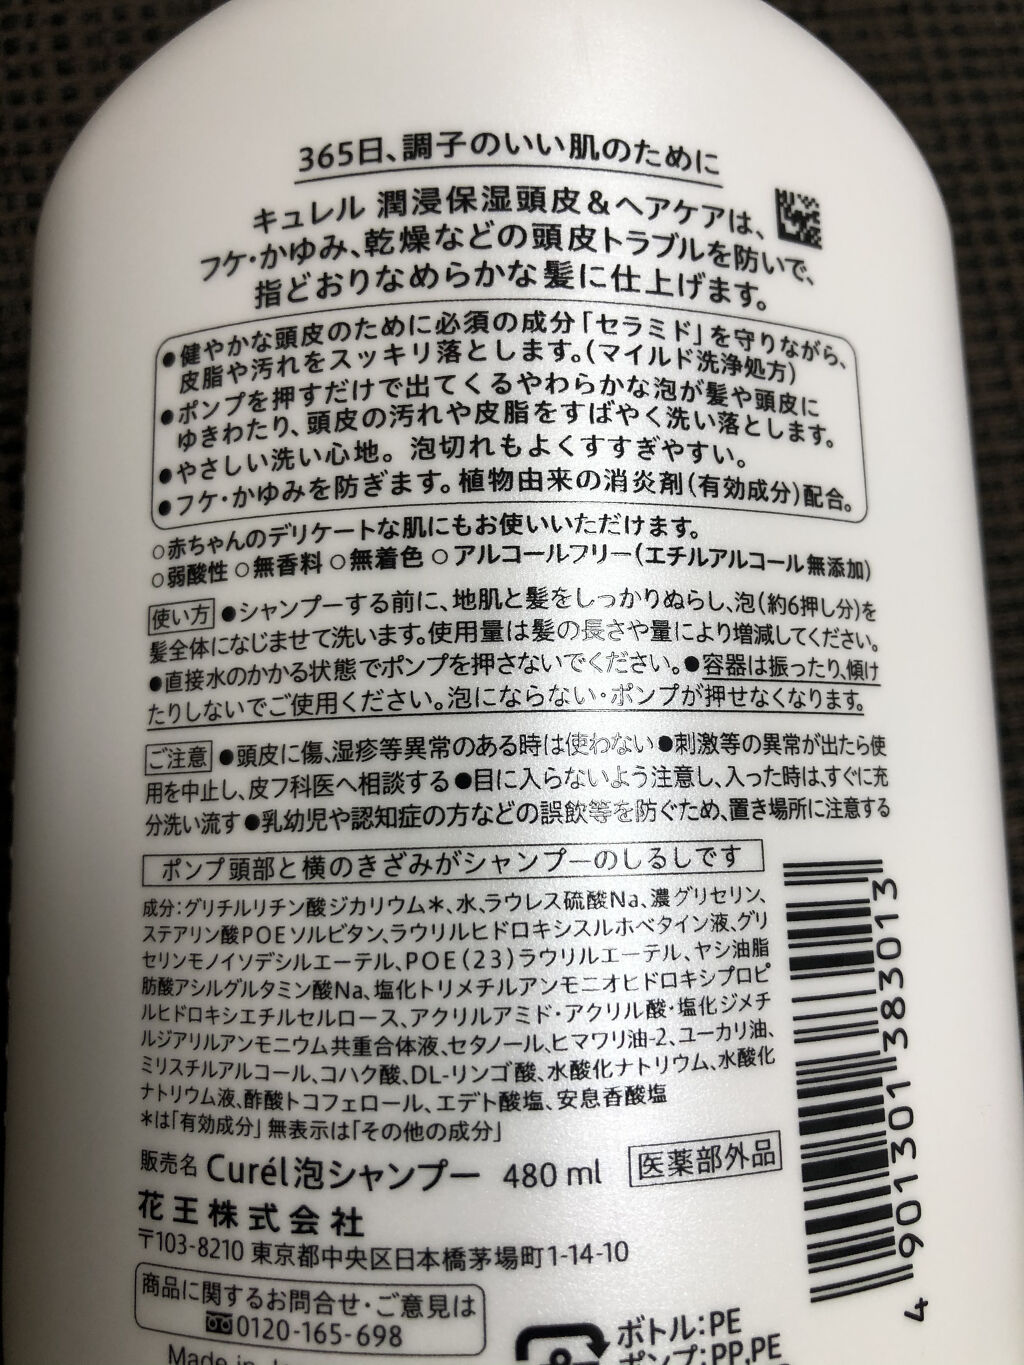 365日、調子のいい肌のために
キュレル 潤浸保湿頭皮&ヘアケアは、
フケ・かゆみ、乾燥などの頭皮トラブルを防いで、
指どおりなめらかな髪に仕上げます。
●健やかな頭皮のために必須の成分「セラミド」を守りながら、
皮脂や汚れをスッキリ落とします。(マイルド洗浄処方)
●ポンプを押すだけで出てくるやわらかな泡が髪や頭皮に
ゆきわたり、頭皮の汚れや皮脂をすばやく洗い落とします。
●やさしい洗い心地。泡切れもよくすすぎやすい。
●フケ・かゆみを防ぎます。植物由来の消炎剤(有効成分)配合。
○赤ちゃんのデリケートな肌にもお使いいただけます。
○弱酸性 ○無香料 ○無着色 ○アルコールフリー(エチルアルコール無添加)
使い方 ●シャンプーする前に、地肌と髪をしっかりぬらし、泡(約6押し分)を
髪全体になじませて洗います。使用量は髪の長さや量により増減してください。
●直接水のかかる状態でポンプを押さないでください。●容器は振ったり、傾け
たりしないでご使用ください。泡にならない・ポンプが押せなくなります。
ご注意 ●頭皮に傷、湿疹等異常のある時は使わない●刺激等の異常が出たら使
用を中止し、皮フ科医へ相談する●目に入らないよう注意し、入った時は、すぐに充
分洗い流す●乳幼児や認知症の方などの誤飲等を防ぐため、置き場所に注意する
ポンプ頭部と横のきざみがシャンプーのしるしです
成分:グリチルリチン酸ジカリウム*、水、ラウレス硫酸Na、濃グリセリン、
ステアリン酸POEソルビタン、ラウリルヒドロキシスルホベタイン液、グリ
セリンモノイソデシルエーテル、POE(23)ラウリルエーテル、ヤシ油脂
肪酸アシルグルタミン酸Na、塩化トリメチルアンモニオヒドロキシプロピ
ルヒドロキシエチルセルロース、アクリルアミド・アクリル酸・塩化ジメチ
ルジアリルアンモニウム共重合体液、セタノール、ヒマワリ油-2、ユーカリ油、
ミリスチルアルコール、コハク酸、DL-リンゴ酸、水酸化ナトリウム、水酸化
ナトリウム液、酢酸トコフェロール、エデト酸塩、安息香酸塩
*は「有効成分」無表示は「その他の成分」
販売名 Curél泡シャンプー 480 ml 医薬部外品
花王株式会社
〒103-8210 東京都中央区日本橋茅場町1-14-10
商品に関するお問合せ・ご意見は
0120-165-698
4 901301 383013
ボトル:PE
ポンプ:PP,PE
Made in